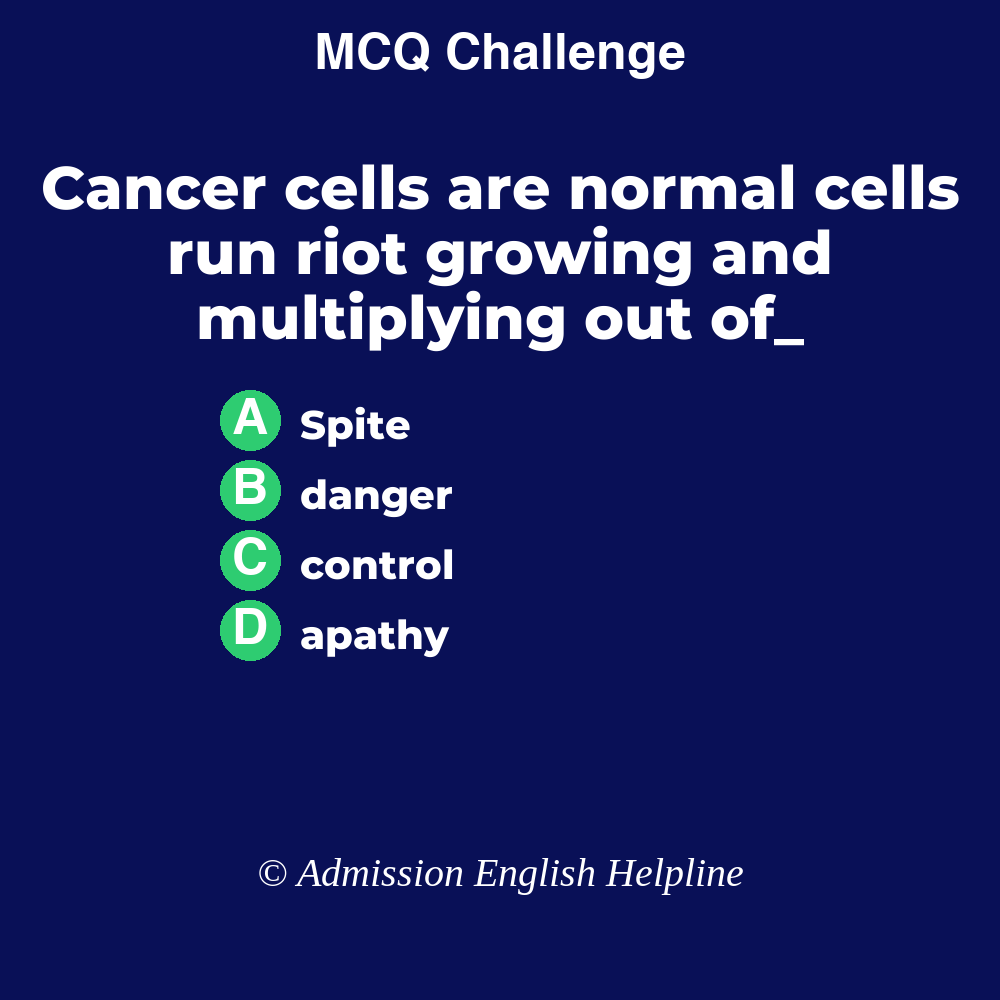 MCQ Challenge
Cancer cells are normal cells
run riot growing and
multiplying out of_
A Spite
B danger
C control
D apathy
© Admission English Helpline